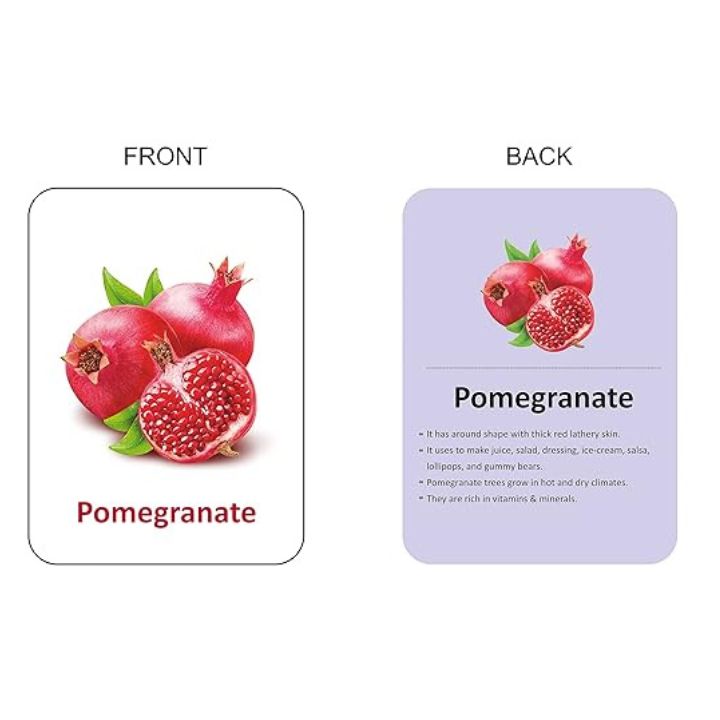 FRONT
BACK
Pomegranate
Pomegranate
- It has around shape with thick red lathery skin.
- It uses to make juice, salad, dressing, ice-cream, salsa,
lollipops, and gummy bears.
- Pomegranate trees grow in hot and dry climates.
- They are rich in vitamins & minerals.